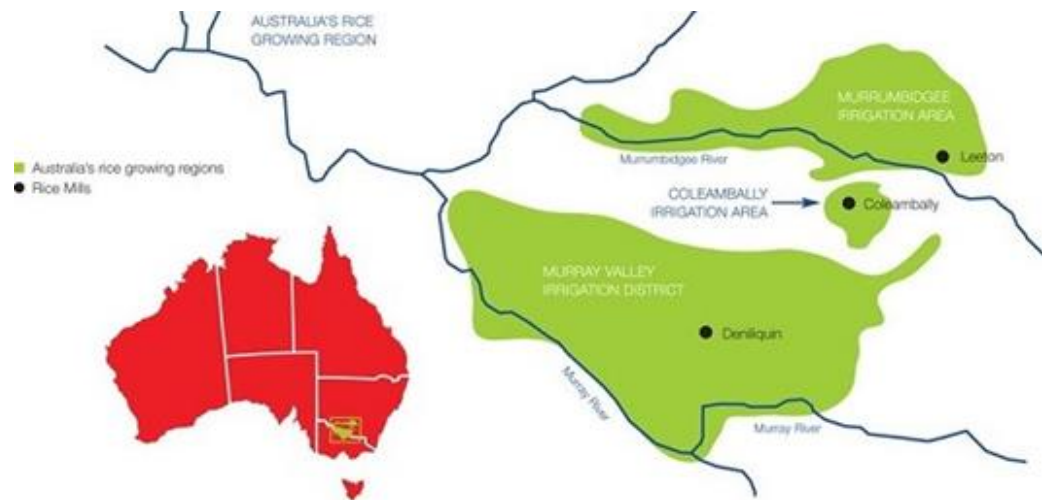 AUSTRALIA'S RICE
GROWING REGION
MURRUMBIDGEE
IRRIGATION AREA
Murrumbidgee River
Leeton
Australia's rice growing regions
Rice Mills
COLEAMBALLY
IRRIGATION AREA
Coleambally
MURRAY VALLEY
IRRIGATION DISTRICT
Deniliquin
Murray River
Murray River